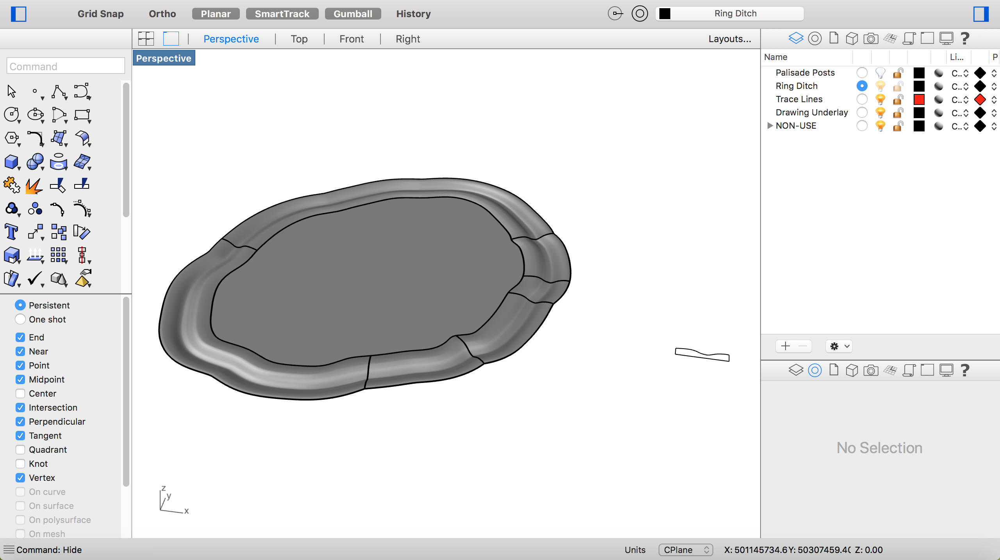 Grid Snap Ortho Planar SmartTrack Gumball History Ring Ditch
Perspective Top Front Right Layouts...
Perspective
Command
Persistent
One shot
End
Near
Point
Midpoint
Center
Intersection
Perpendicular
Tangent
Quadrant
Knot
Vertex
On curve
On surface
On polysurface
On mesh
z
y
x
?
Name Li... P
Palisade Posts C..
Ring Ditch C..
Trace Lines C..
Drawing Underlay C..
NON-USE C..
?
No Selection
Command: Hide Units CPlane X: 501145734.6 Y: 50307459.40 Z: 0.00